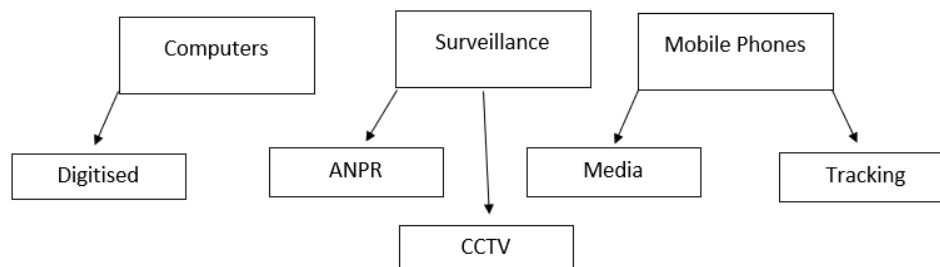 Computers
Surveillance
Mobile Phones
Digitised
ANPR
Media
Tracking
CCTV